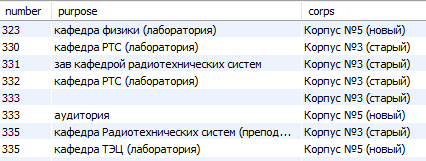 number purpose corps
323 кафедра физики (лаборатория) Корпус №5 (новый)
330 кафедра РТС (лаборатория) Корпус №3 (старый)
331 зав кафедрой радиотехнических систем Корпус №3 (старый)
332 кафедра РТС (лаборатория) Корпус №3 (старый)
333 Корпус №3 (старый)
333 аудитория Корпус №5 (новый)
335 кафедра Радиотехнических систем (препод... Корпус №3 (старый)
335 кафедра ТЭЦ (лаборатория) Корпус №5 (новый)